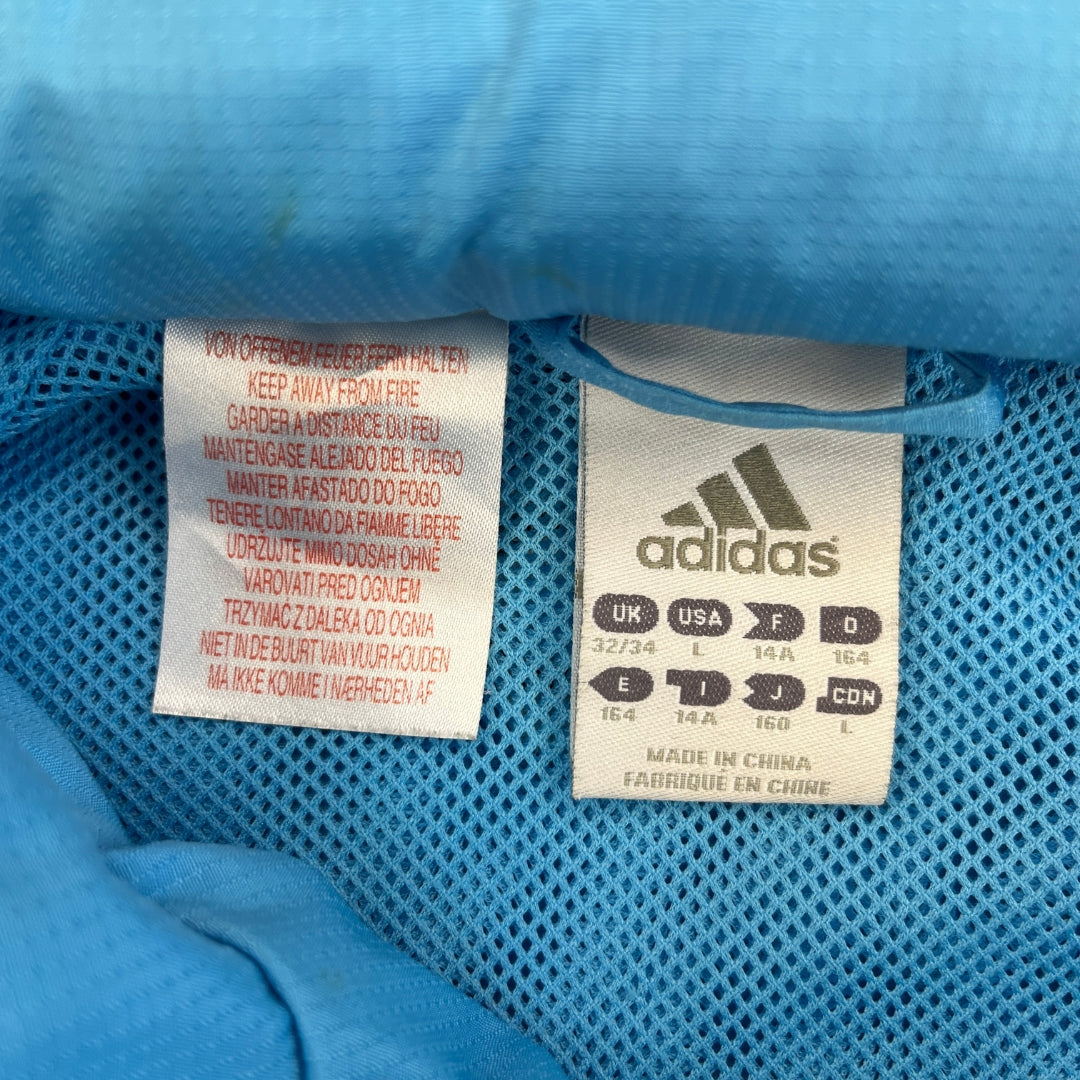 VON OFFENEM FEUER FERN HALTEN
KEEP AWAY FROM FIRE
GARDER A DISTANCE DU FEU
MANTENGASE ALEJADO DEL FUEGO
MANTER AFASTADO DO FOGO
TENERE LONTANO DA FIAMME LIBERE
UDRŽUJTE MIMO DOSAH OHNĚ
VAROVATI PRED OGNJEM
TRZYMAĆ Z DALEKA OD OGNIA
NIET IN DE BUURT VAN VUUR HOUDEN
MA IKKE KOMME I NÆRHEDEN AF
adidas
UK USA F D
32/34 L 14A 164
E I J CDN
164 14A 160 L
MADE IN CHINA
FABRIQUÉ EN CHINE